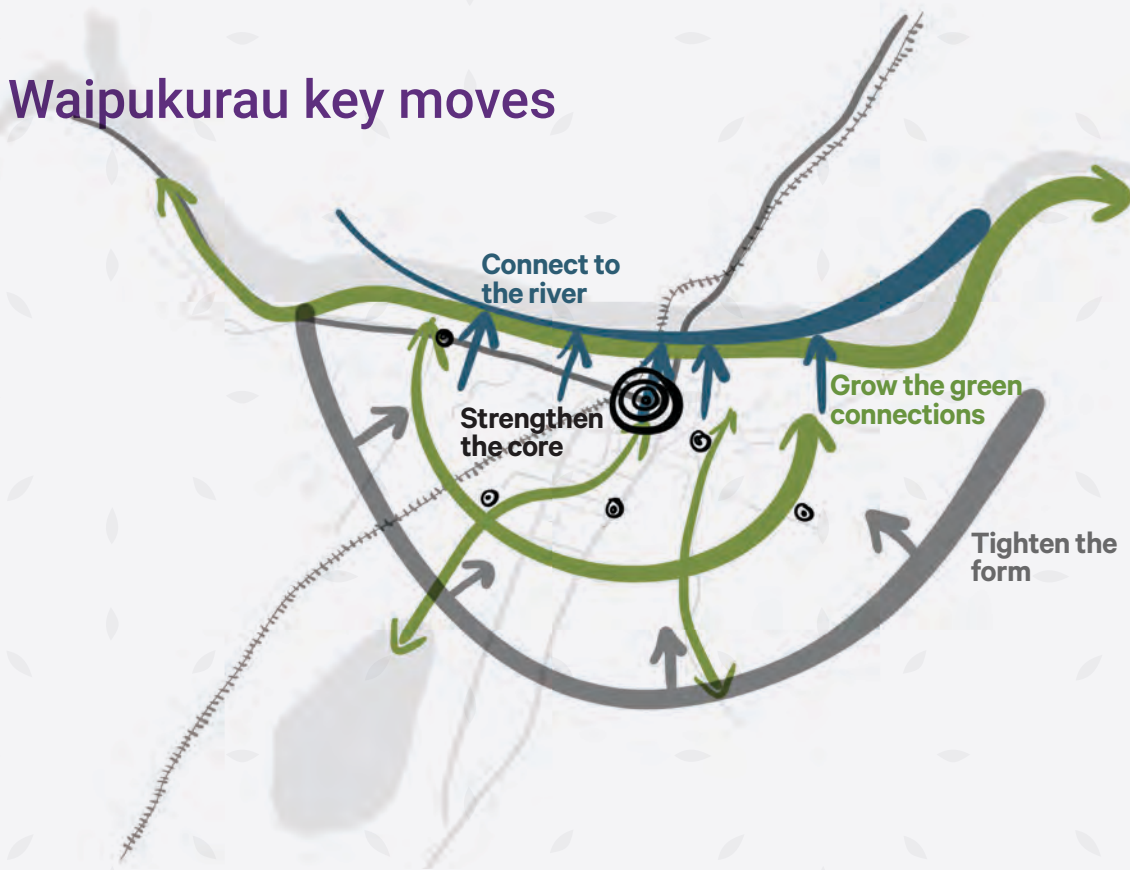 Waipukurau key moves
Connect to
the river
Grow the green
connections
Strengthen
the core
Tighten the
form